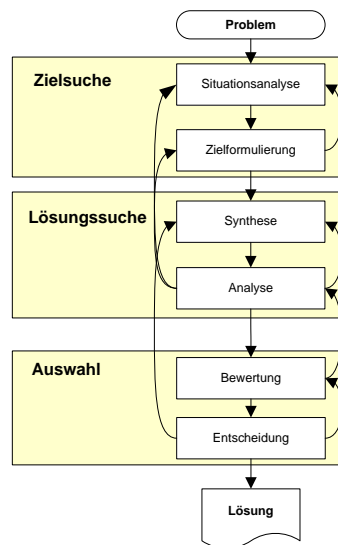 Problem
Zielsuche
Situationsanalyse
Zielformulierung
Lösungssuche
Synthese
Analyse
Auswahl
Bewertung
Entscheidung
Lösung